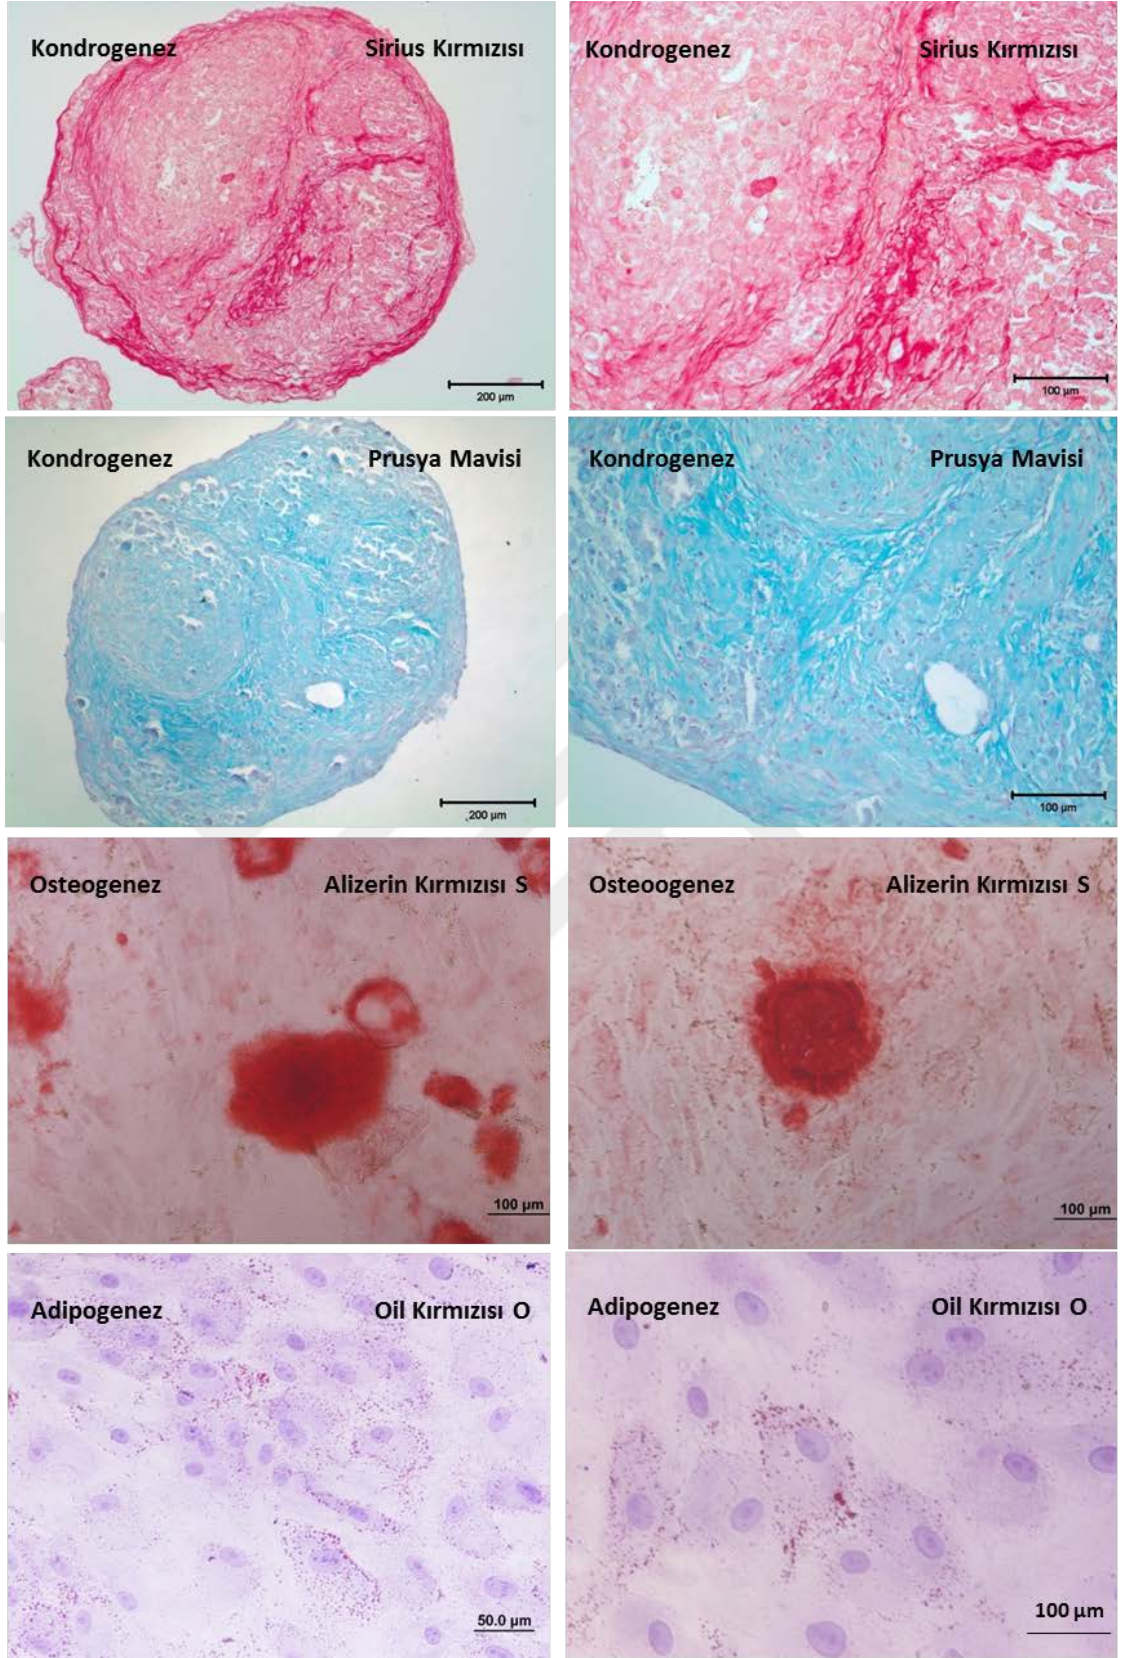 Kondrogenez Sirius Kırmızısı
200 µm
Kondrogenez Sirius Kırmızısı
100 µm
Kondrogenez Prusya Mavisi
200 µm
Kondrogenez Prusya Mavisi
100 µm
Osteogenez Alizerin Kırmızısı S
100 µm
Osteoogenez Alizerin Kırmızısı S
100 µm
Adipogenez Oil Kırmızısı O
50.0 µm
Adipogenez Oil Kırmızısı O
100 µm